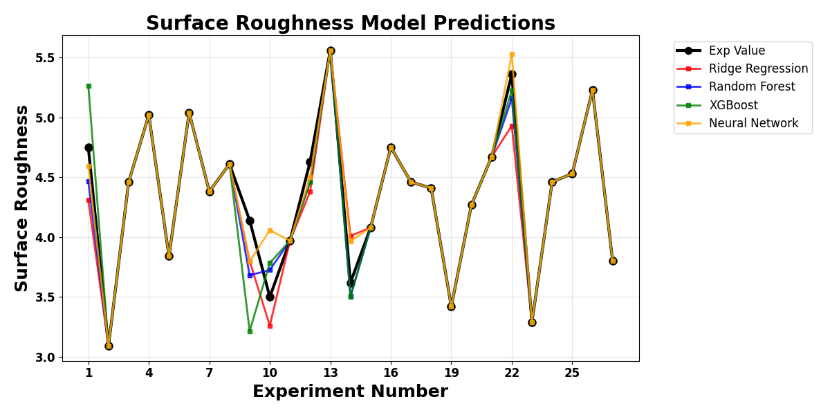 Surface Roughness Model Predictions
Exp Value
Ridge Regression
Random Forest
XGBoost
Neural Network
Surface Roughness
5.5
5.0
4.5
4.0
3.5
3.0
1 4 7 10 13 16 19 22 25
Experiment Number